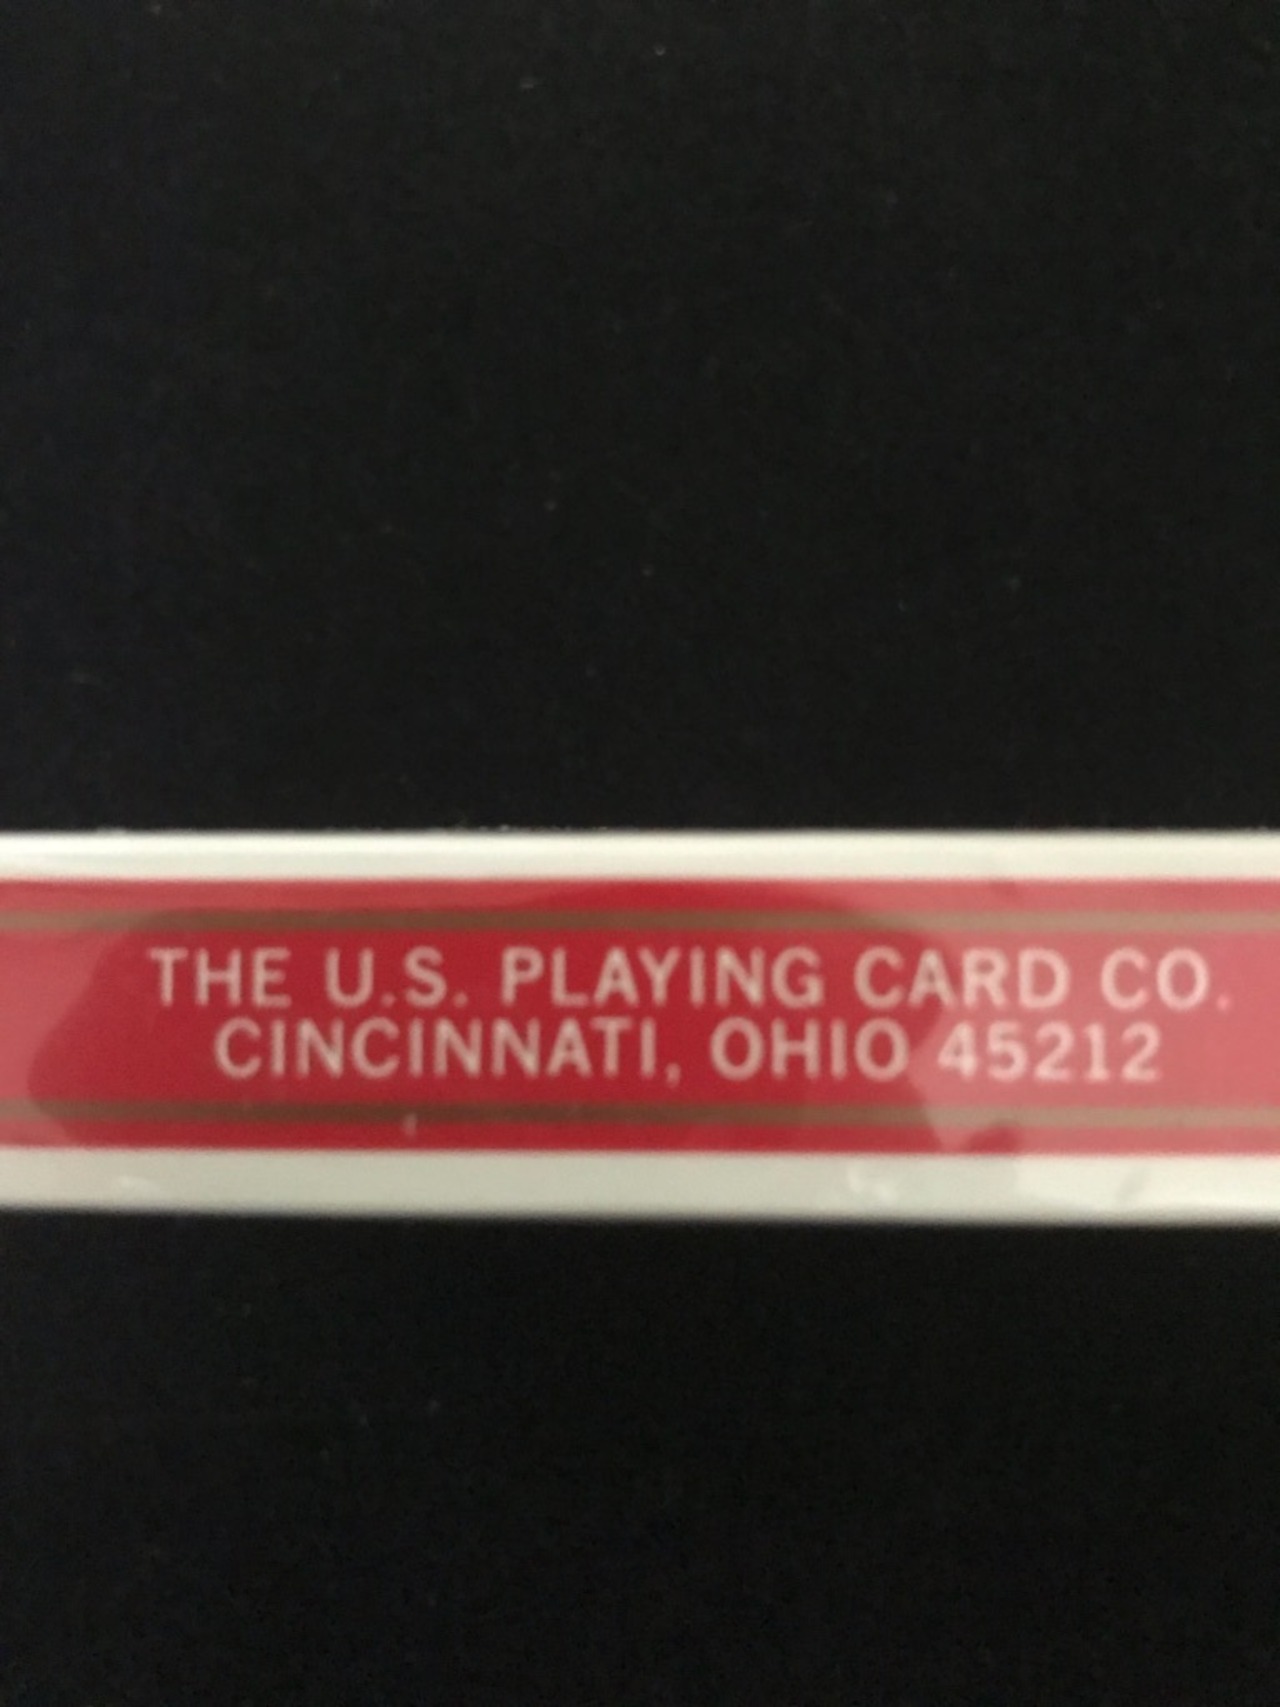 THE U.S. PLAYING CARD CO.
CINCINNATI, OHIO 45212